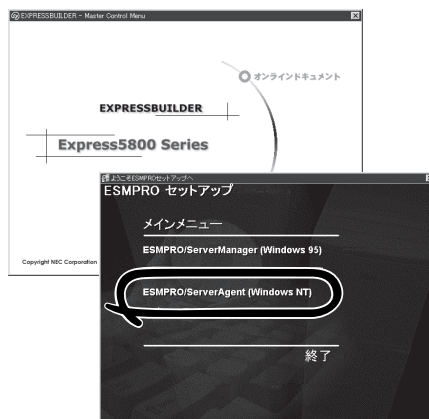 EXPRESSBUILDER - Master Control Menu
オンラインドキュメント
EXPRESSBUILDER
Express5800 Series
Copyright NEC Corporation
ようこそESMPROセットアップへ
ESMPRO セットアップ
メインメニュー
ESMPRO/ServerManager (Windows 95)
ESMPRO/ServerAgent (Windows NT)
終了